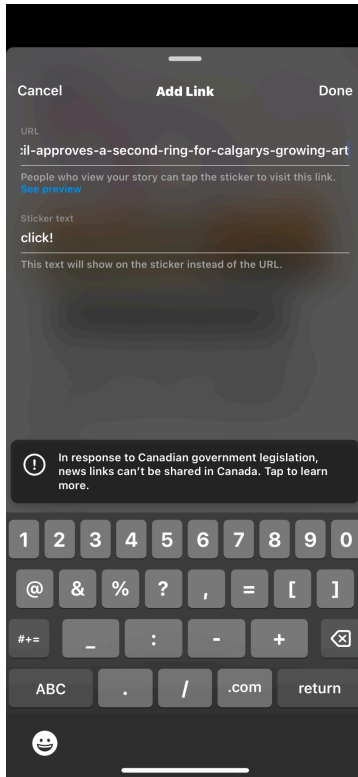 Cancel Add Link Done
URL
:il-approves-a-second-ring-for-calgarys-growing-art
People who view your story can tap the sticker to visit this link.
See preview
Sticker text
click!
This text will show on the sticker instead of the URL.
In response to Canadian government legislation,
news links can't be shared in Canada. Tap to learn
more.
1 2 3 4 5 6 7 8 9 0
@ & % ? , = [ ]
#+= _ : - +
ABC . / .com return